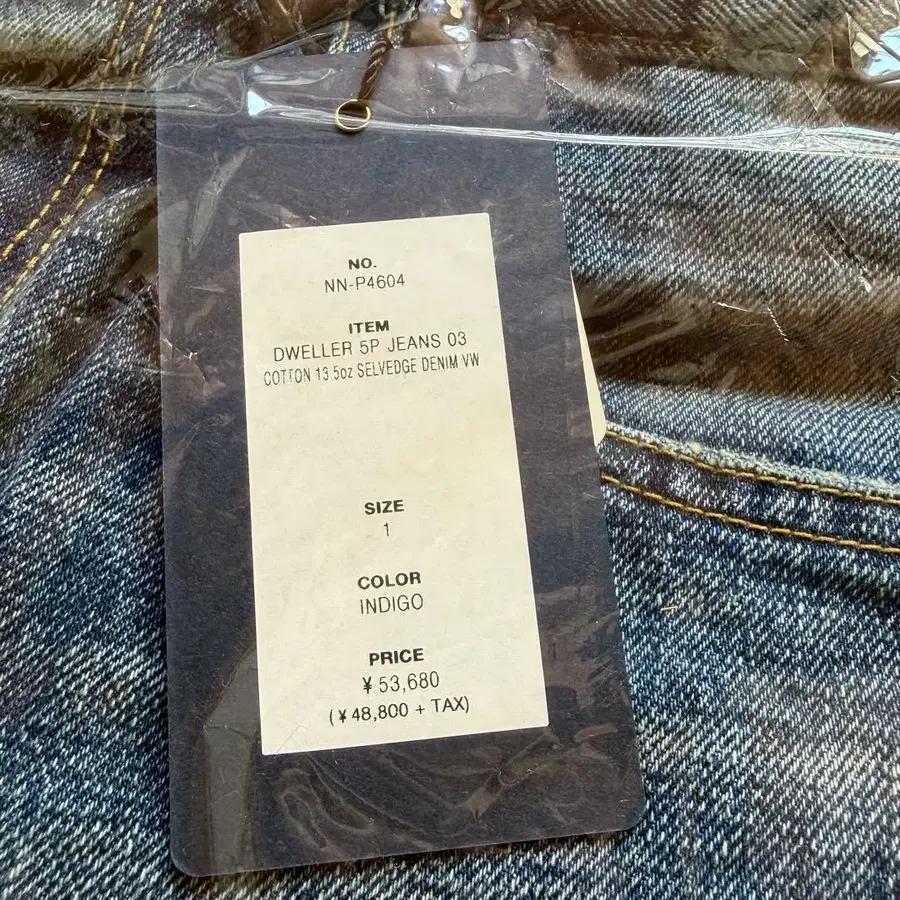 NO.
NN-P4604
ITEM
DWELLER 5P JEANS 03
COTTON 13.5oz SELVEDGE DENIM VW
SIZE
1
COLOR
INDIGO
PRICE
¥ 53,680
(¥ 48,800 + TAX)